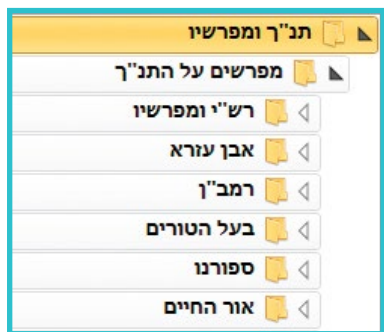 תנ"ך ומפרשיו
מפרשים על התנ"ך
רש"י ומפרשיו
אבן עזרא
רמב"ן
בעל הטורים
ספורנו
אור החיים